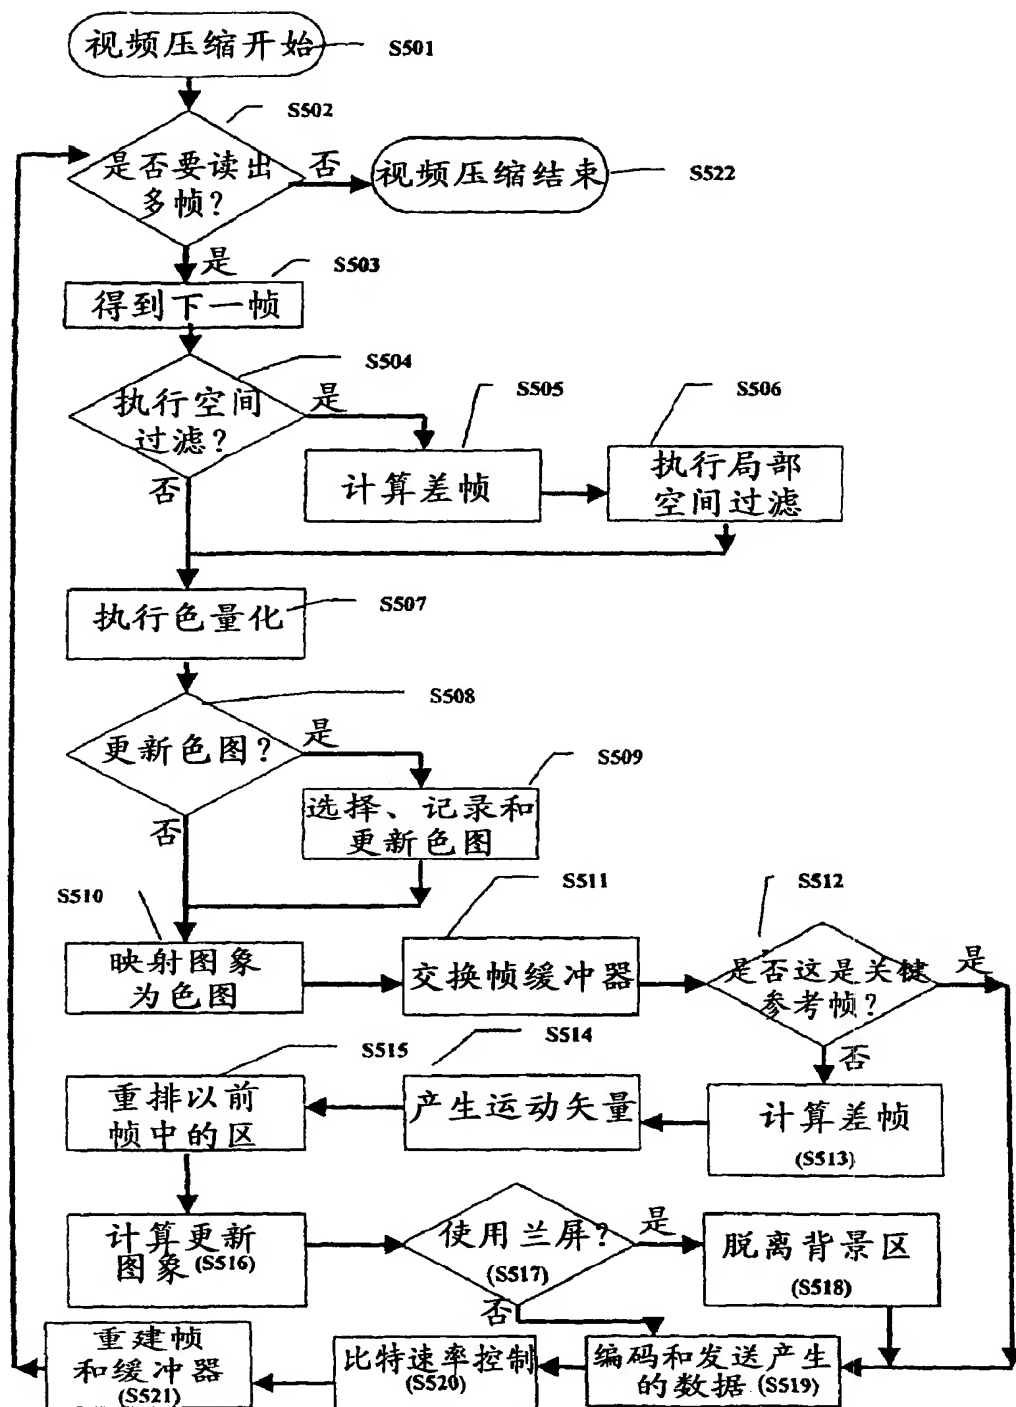 视频压缩开始
S501
S502
是否要读出
多帧？
否
视频压缩结束
S522
是
S503
得到下一帧
S504
执行空间
过滤？
是
S505
S506
计算差帧
执行局部
空间过滤
否
执行色量化
S507
S508
更新色图？
是
S509
选择、记录和
更新色图
否
S510
S511
S512
映射图象
为色图
交换帧缓冲器
是否这是关键
参考帧？
是
否
S515
S514
重排以前
帧中的区
产生运动矢量
计算差帧
(S513)
计算更新
图象(S516)
使用兰屏？
(S517)
是
脱离背景区
(S518)
否
重建帧
和缓冲器
(S521)
比特速率控制
(S520)
编码和发送产生
的数据(S519)